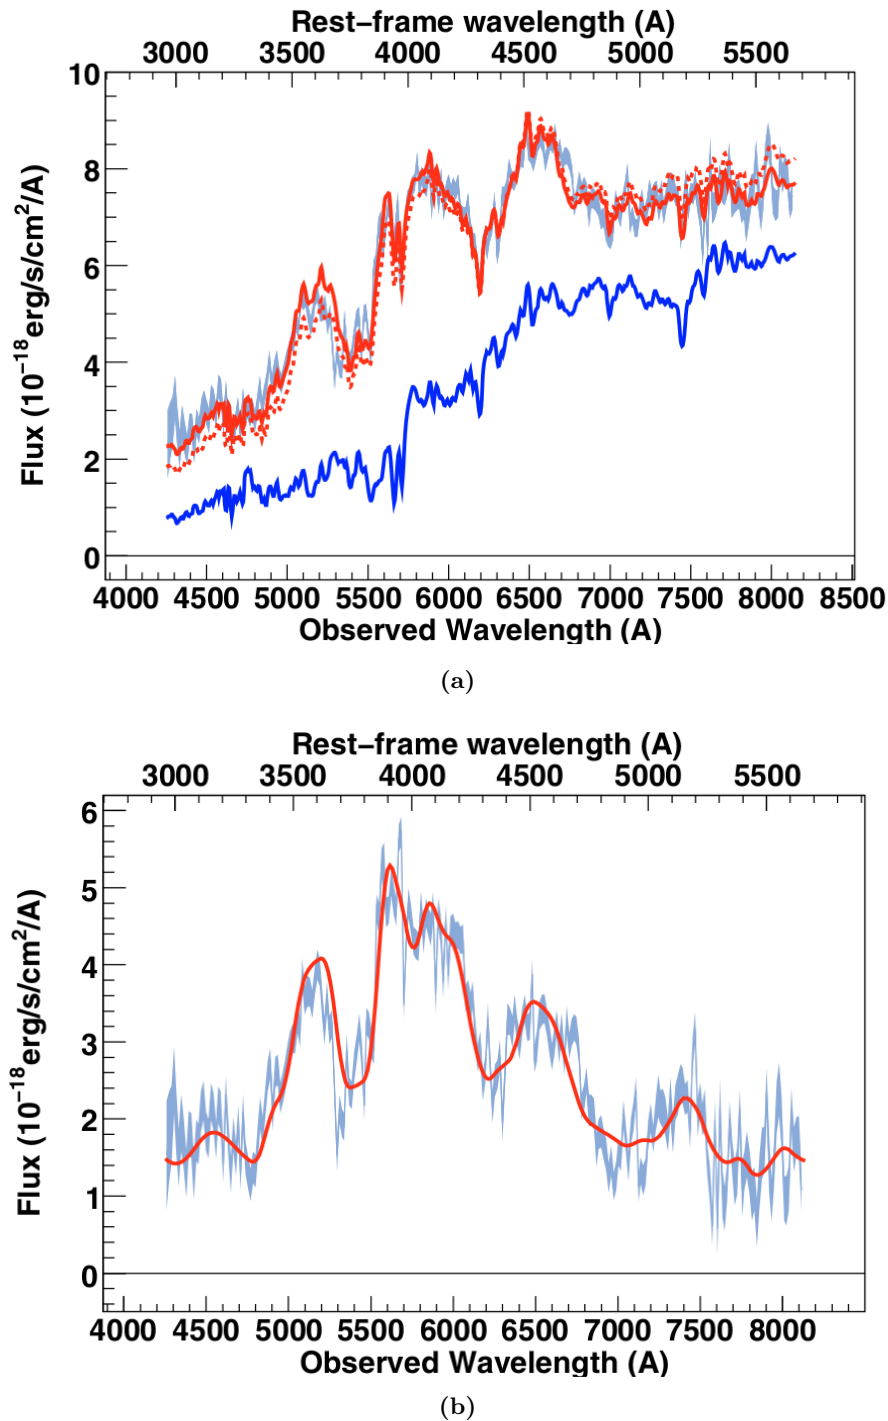 Rest−frame wavelength (A)
3000 3500 4000 4500 5000 5500
10
8
6
4
2
0
Flux (10−18erg/s/cm2/A)
4000 4500 5000 5500 6000 6500 7000 7500 8000 8500
Observed Wavelength (A)
(a)
Rest−frame wavelength (A)
3000 3500 4000 4500 5000 5500
6
5
4
3
2
1
0
Flux (10−18erg/s/cm2/A)
4000 4500 5000 5500 6000 6500 7000 7500 8000
Observed Wavelength (A)
(b)